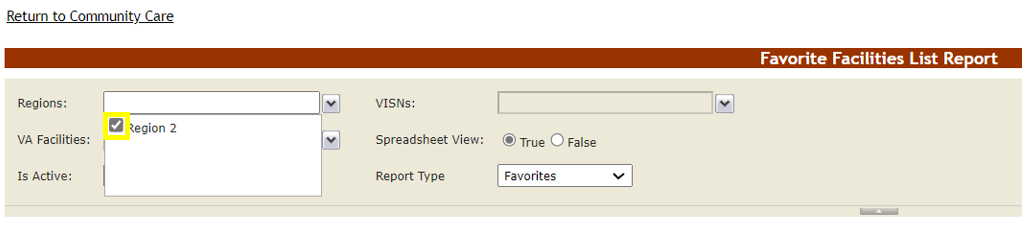 Return to Community Care
Favorite Facilities List Report
Regions: VISNs:
Region 2
VA Facilities: Spreadsheet View: True False
Is Active: Report Type Favorites